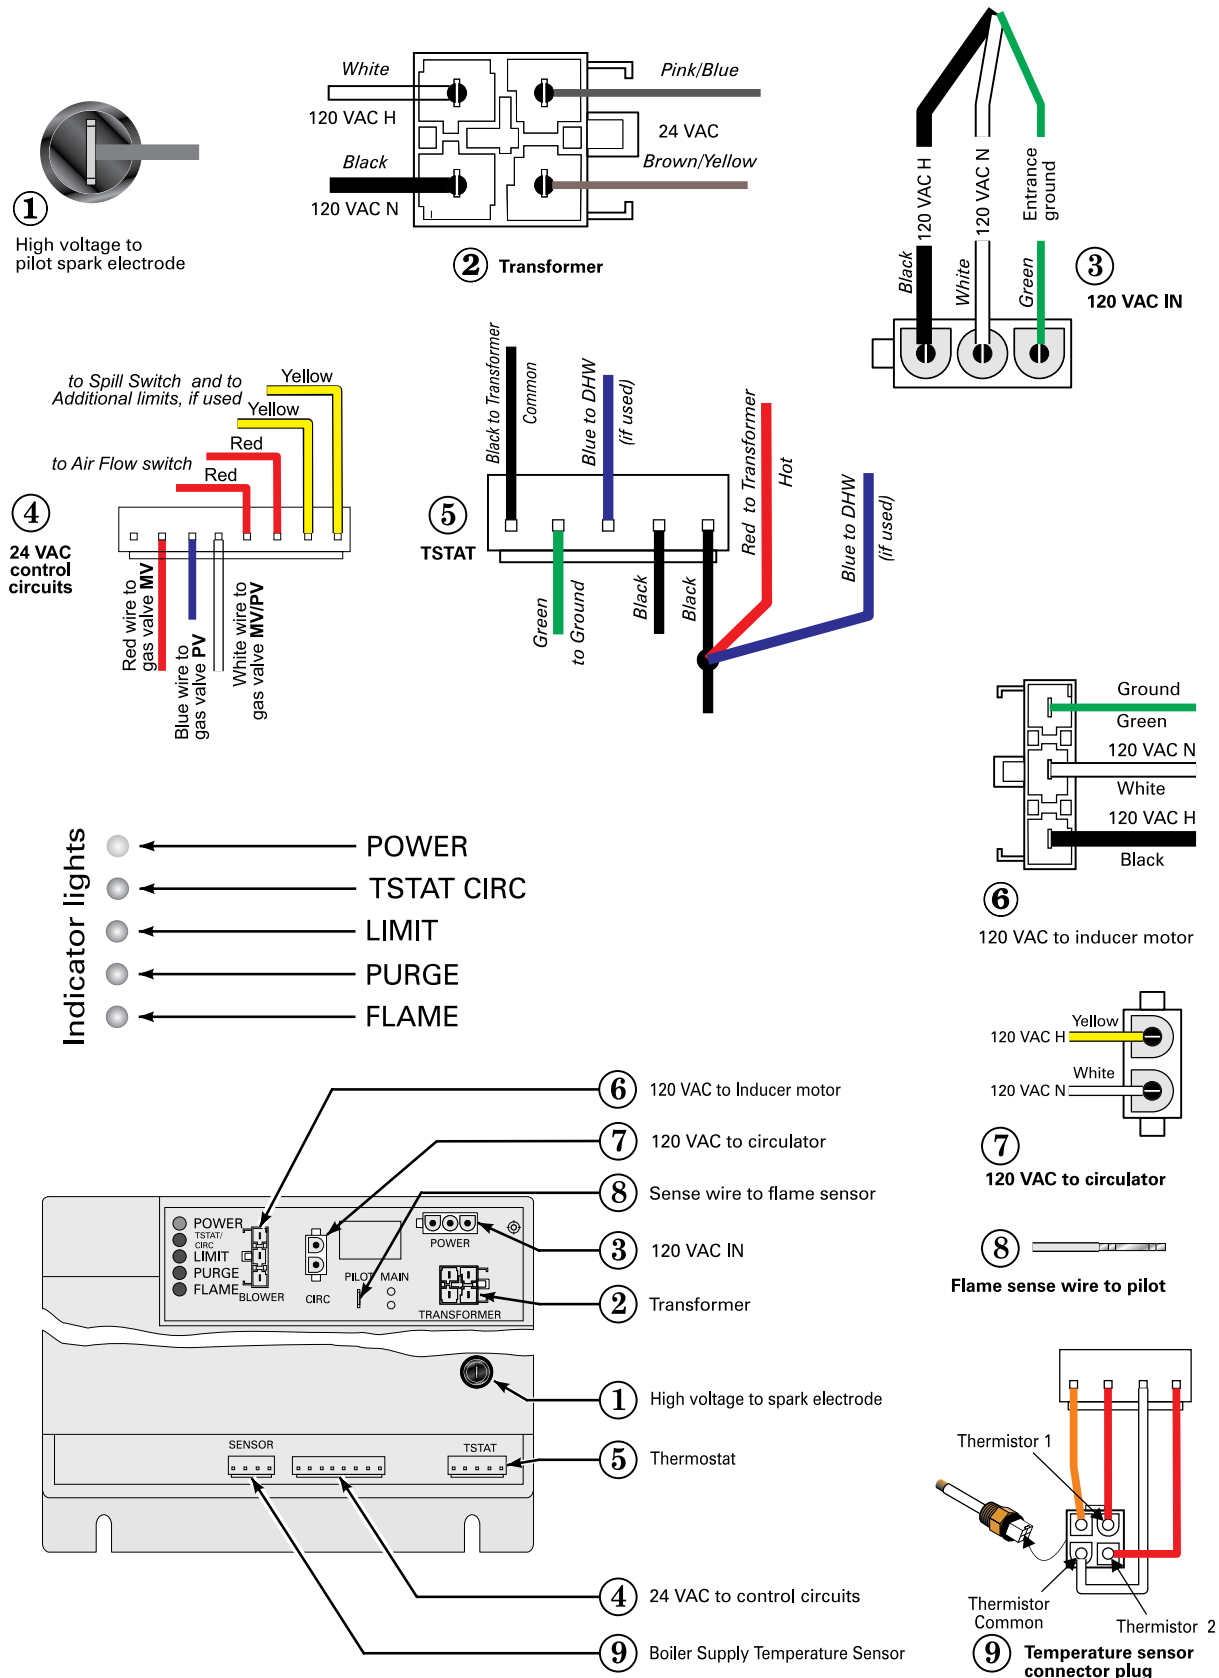 White
120 VAC H
Black
120 VAC N
Pink/Blue
24 VAC
Brown/Yellow
2 Transformer
1
High voltage to
pilot spark electrode
120 VAC H
120 VAC N
Entrance
ground
Black
White
Green
3
120 VAC IN
to Spill Switch and to
Additional limits, if used
Yellow
Yellow
Red
to Air Flow switch
Red
4
24 VAC
control
circuits
Red wire to
gas valve MV
Blue wire to
gas valve PV
White wire to
gas valve MV/PV
Black to Transformer
Common
Blue to DHW
(if used)
Red to Transformer
Hot
Blue to DHW
(if used)
5
TSTAT
Green
to Ground
Black
Black
Ground
Green
120 VAC N
White
120 VAC H
Black
6
120 VAC to inducer motor
Indicator lights
POWER
TSTAT CIRC
LIMIT
PURGE
FLAME
Yellow
120 VAC H
White
120 VAC N
7
120 VAC to circulator
8
Flame sense wire to pilot
6 120 VAC to Inducer motor
7 120 VAC to circulator
8 Sense wire to flame sensor
3 120 VAC IN
2 Transformer
1 High voltage to spark electrode
5 Thermostat
4 24 VAC to control circuits
9 Boiler Supply Temperature Sensor
POWER
TSTAT/
CIRC
LIMIT
PURGE
FLAME
BLOWER
CIRC
PILOT
MAIN
POWER
TRANSFORMER
SENSOR
TSTAT
Thermistor 1
Thermistor
Common
Thermistor 2
9 Temperature sensor
connector plug